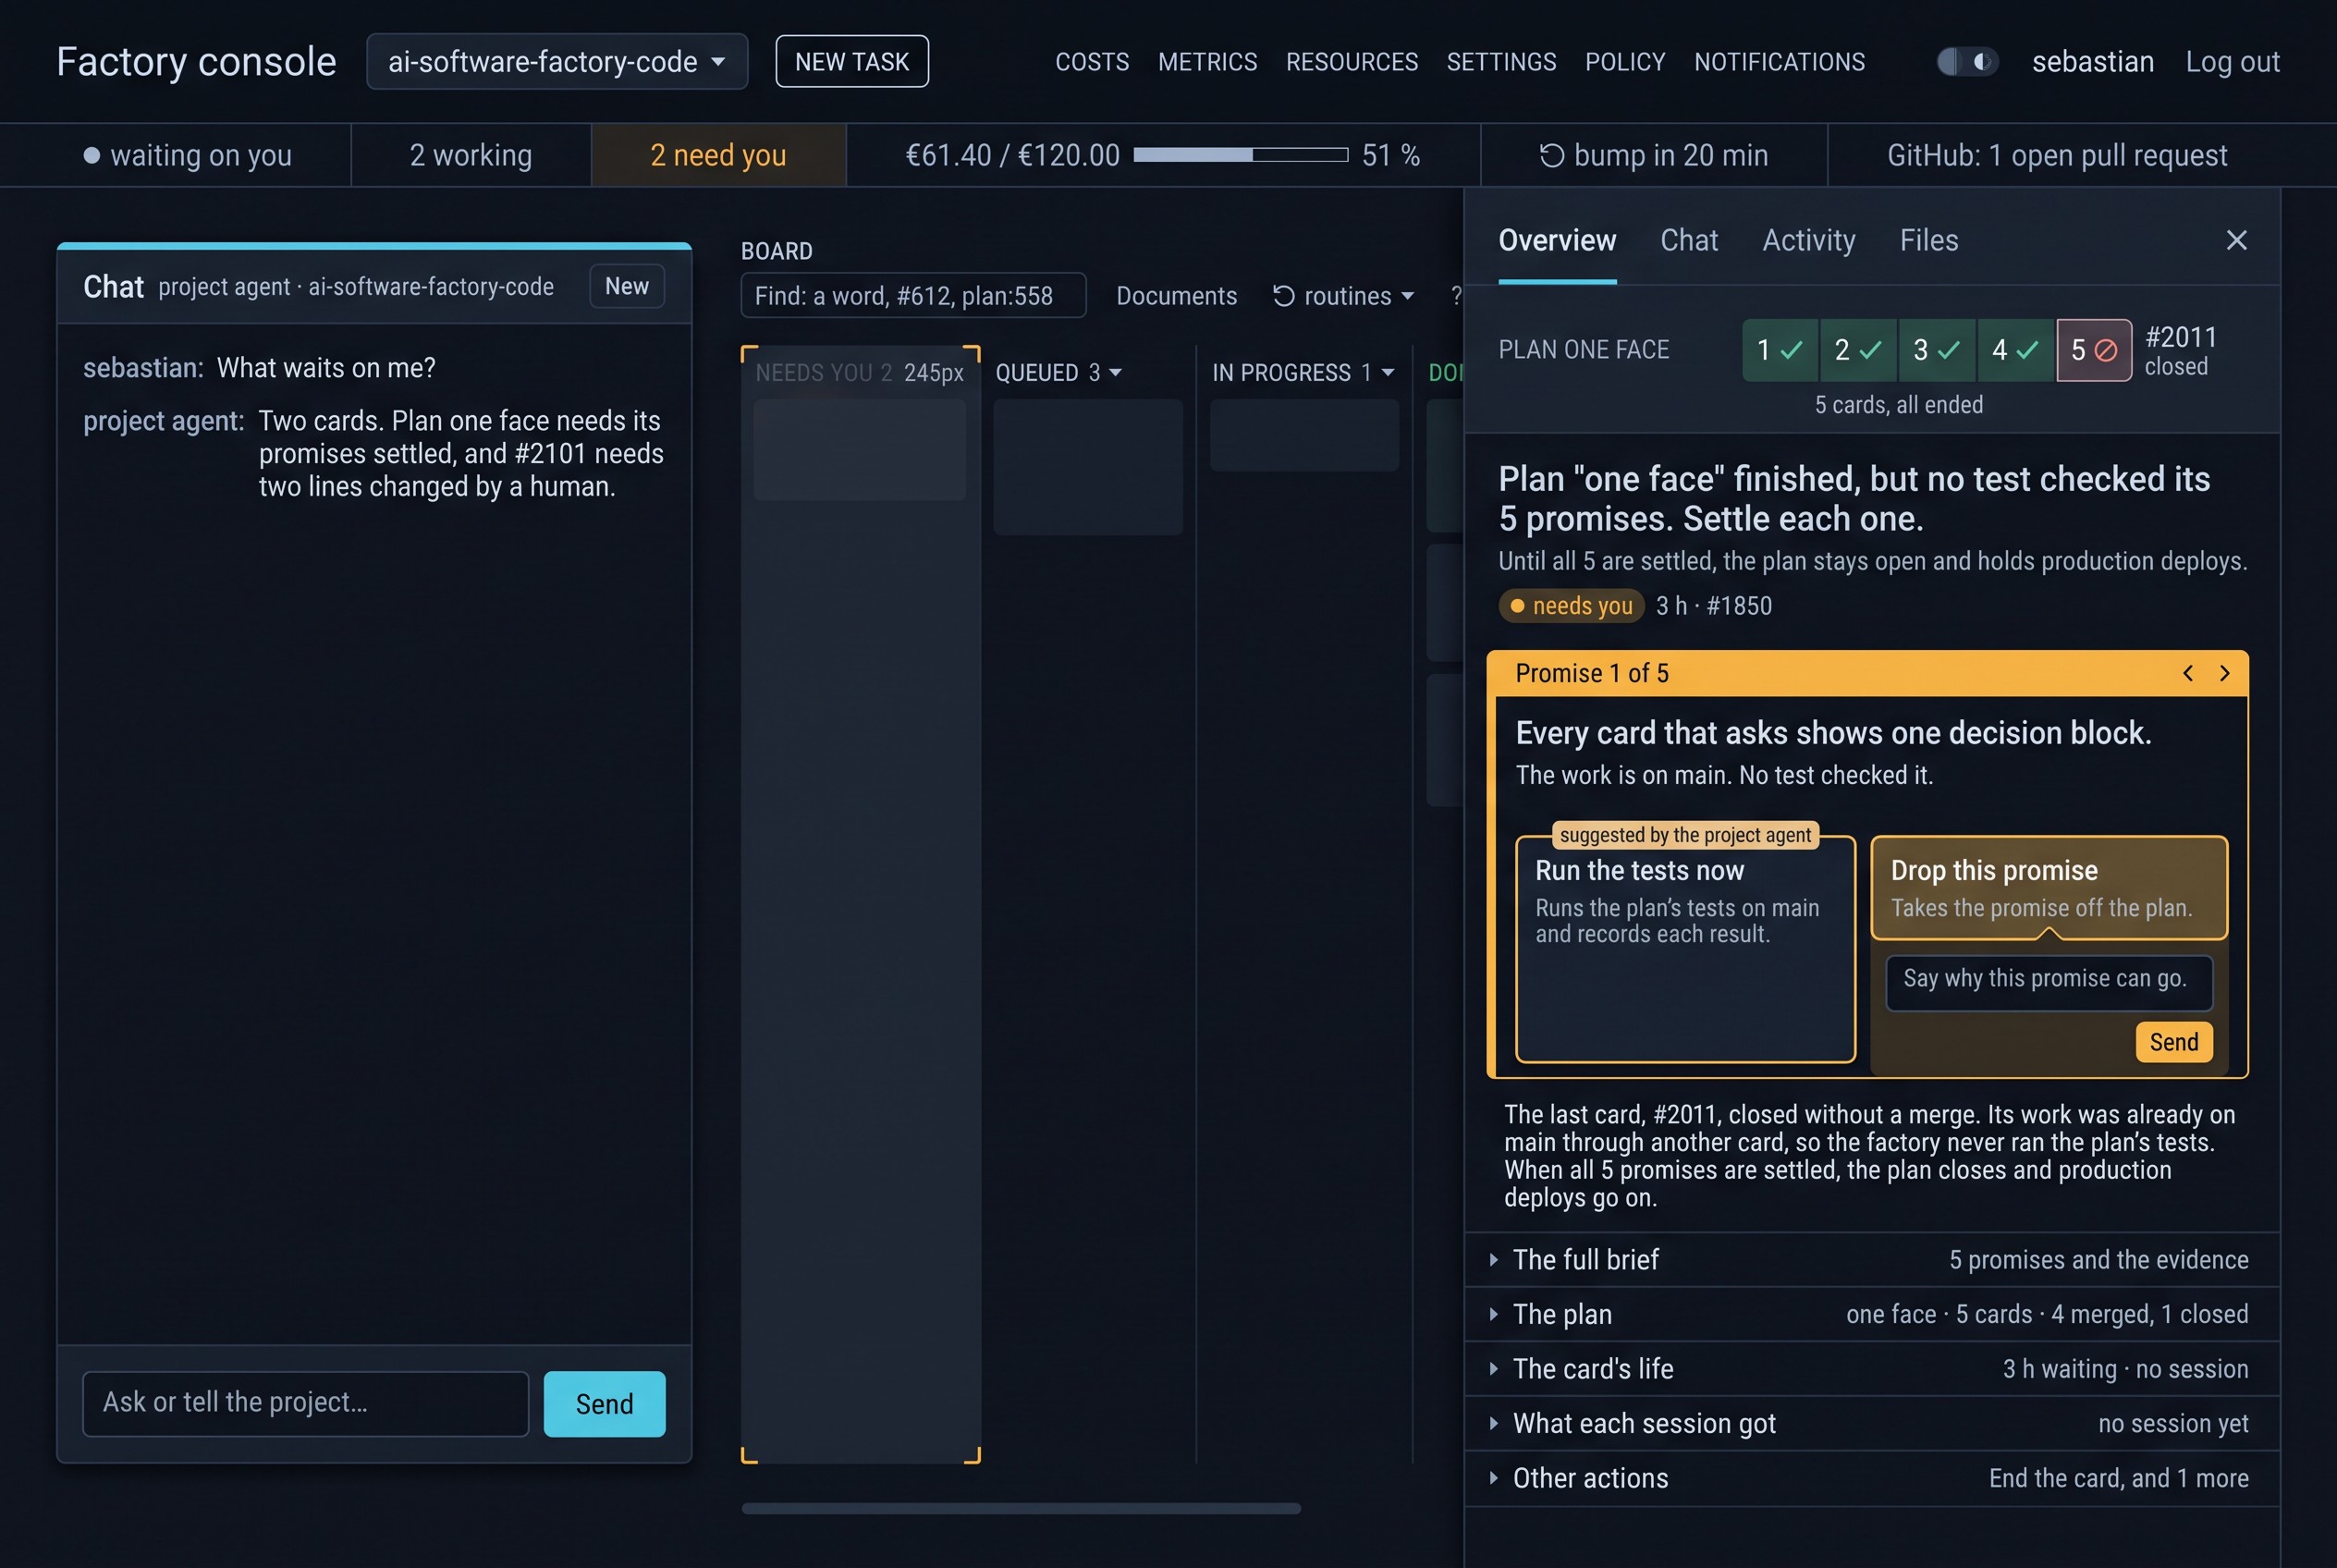 Factory console
ai-software-factory-code
NEW TASK
COSTS
METRICS
RESOURCES
SETTINGS
POLICY
NOTIFICATIONS
sebastian
Log out
waiting on you
2 working
2 need you
€61.40 / €120.00
51 %
bump in 20 min
GitHub: 1 open pull request
Chat project agent · ai-software-factory-code
New
sebastian: What waits on me?
project agent: Two cards. Plan one face needs its
promises settled, and #2101 needs
two lines changed by a human.
Ask or tell the project...
Send
BOARD
Find: a word, #612, plan:558
Documents
routines
?
NEEDS YOU 2 245px
QUEUED 3
IN PROGRESS 1
Overview
Chat
Activity
Files
PLAN ONE FACE
1
2
3
4
5
#2011
closed
5 cards, all ended
Plan "one face" finished, but no test checked its
5 promises. Settle each one.
Until all 5 are settled, the plan stays open and holds production deploys.
needs you
3 h · #1850
Promise 1 of 5
Every card that asks shows one decision block.
The work is on main. No test checked it.
suggested by the project agent
Run the tests now
Runs the plan’s tests on main
and records each result.
Drop this promise
Takes the promise off the plan.
Say why this promise can go.
Send
The last card, #2011, closed without a merge. Its work was already on
main through another card, so the factory never ran the plan’s tests.
When all 5 promises are settled, the plan closes and production
deploys go on.
The full brief
5 promises and the evidence
The plan
one face · 5 cards · 4 merged, 1 closed
The card's life
3 h waiting · no session
What each session got
no session yet
Other actions
End the card, and 1 more